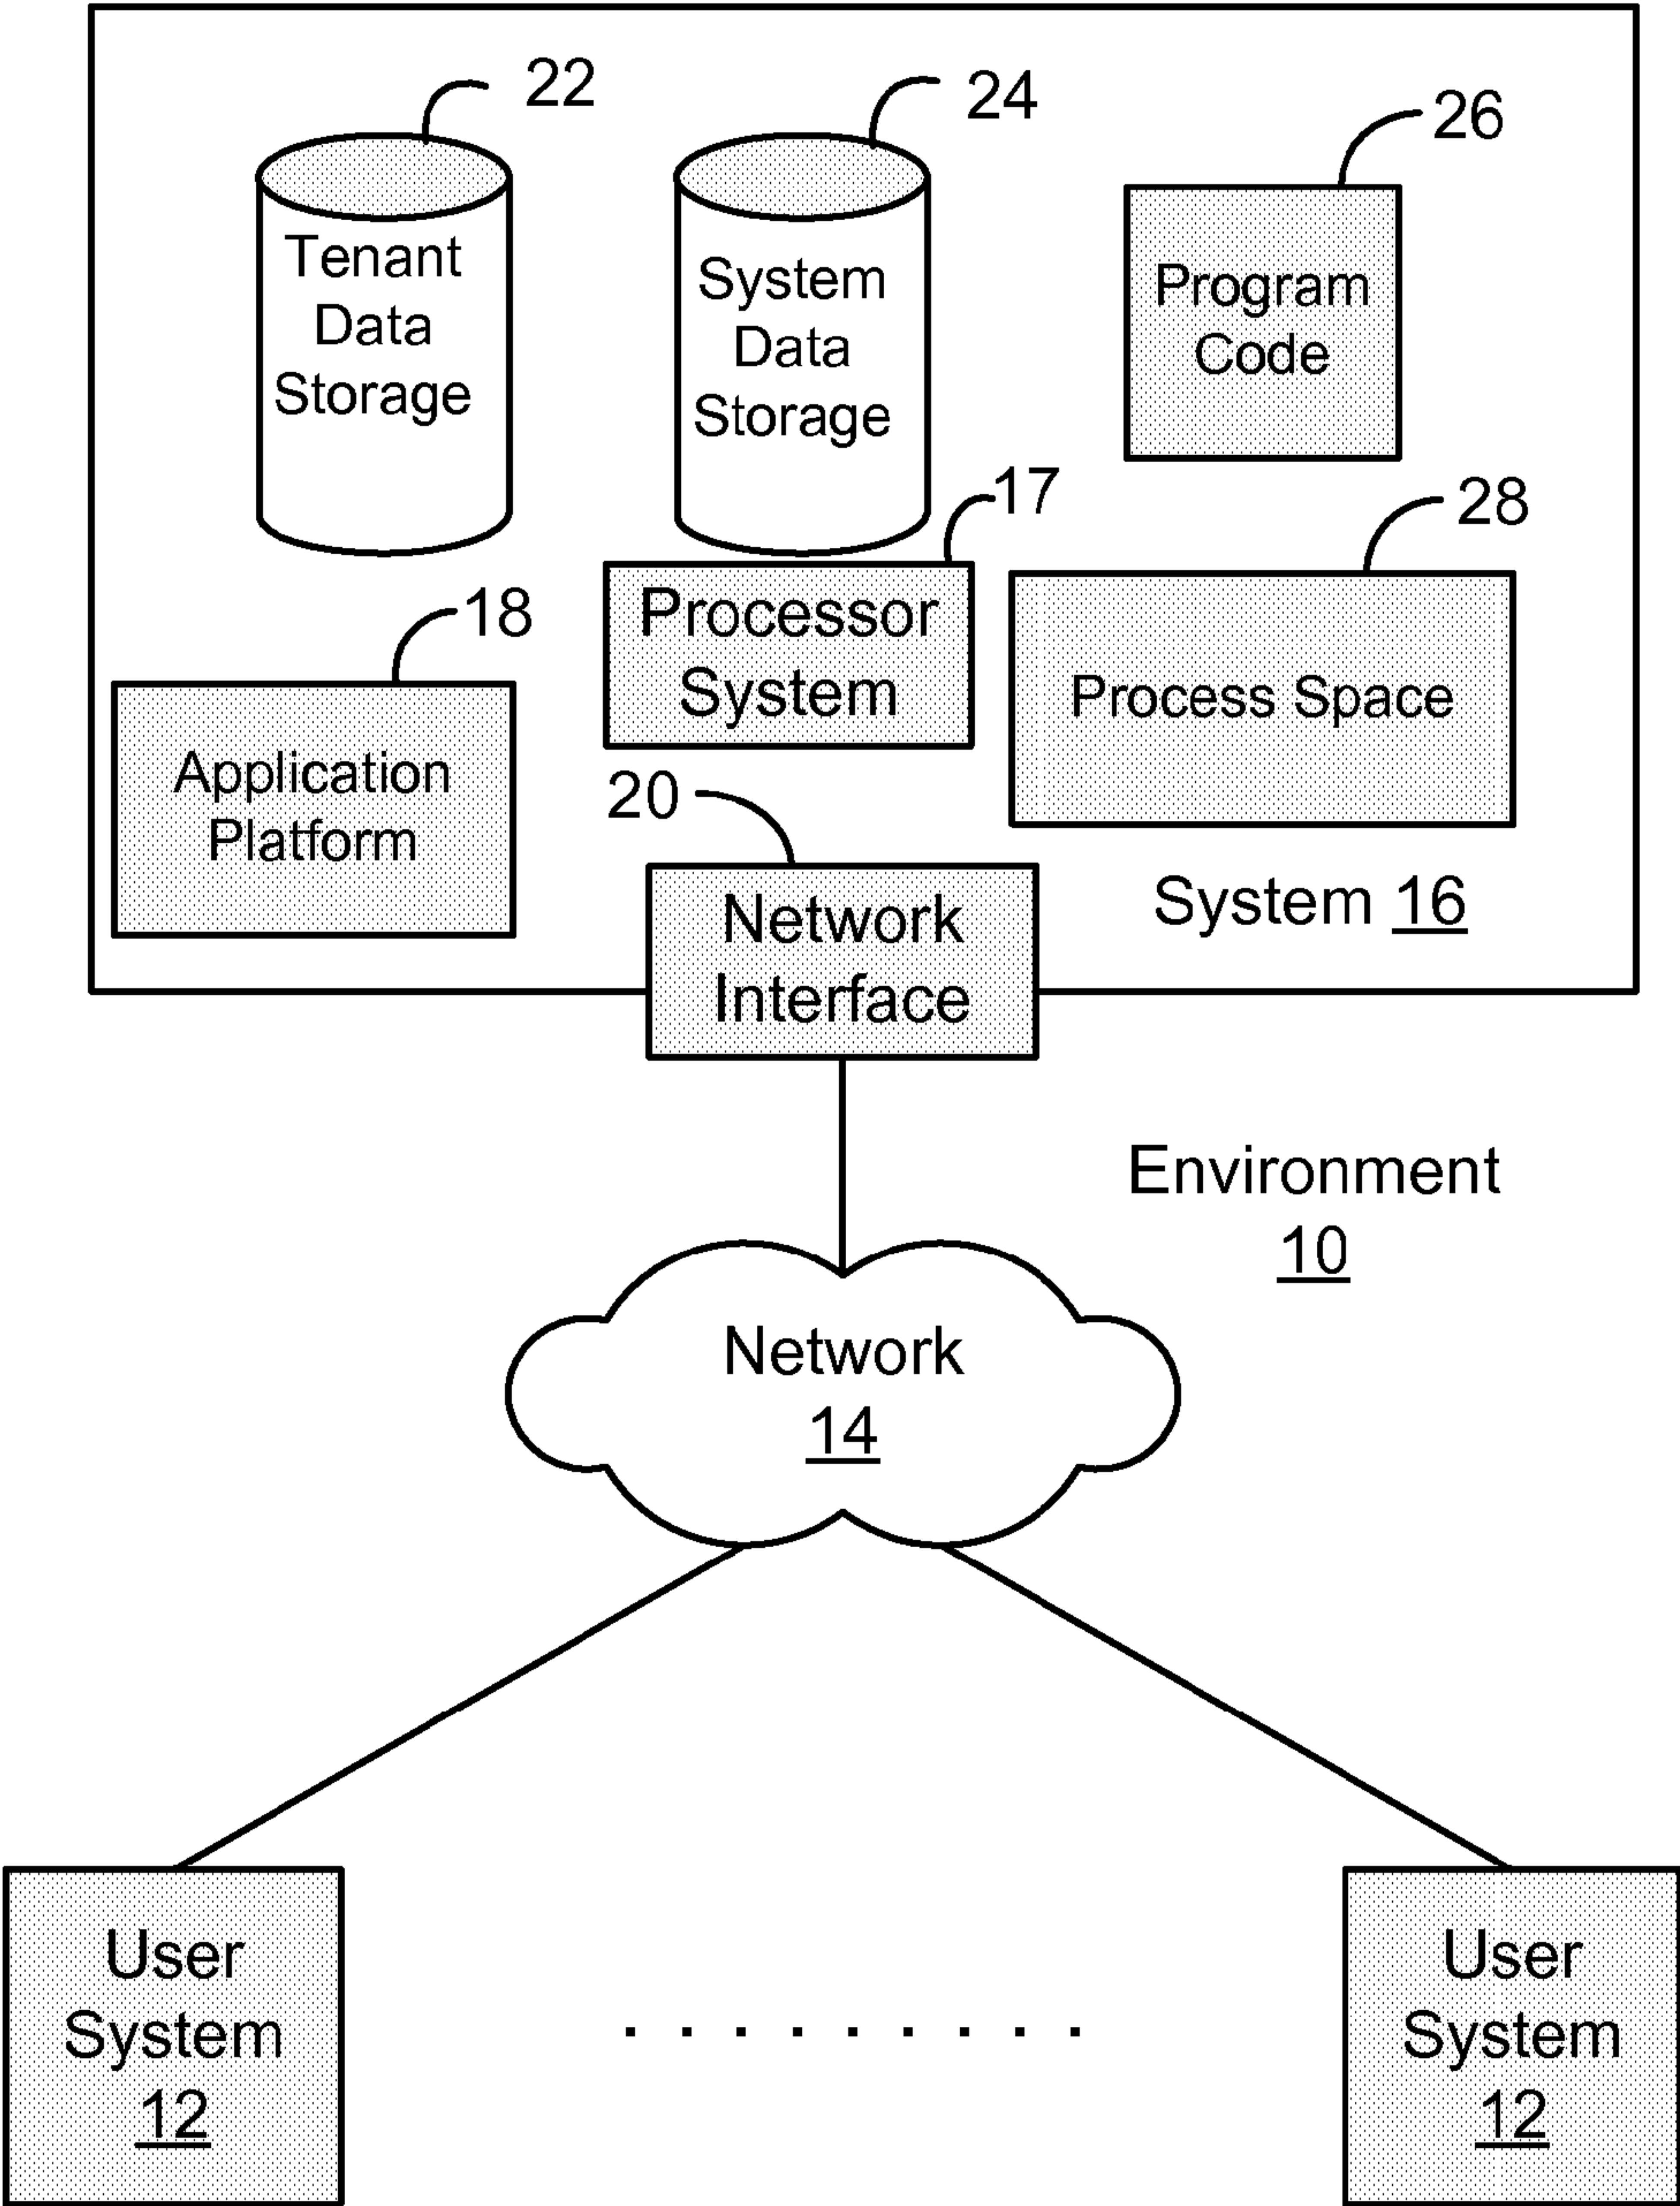 22
24
26
Tenant
Data
Storage
System
Data
Storage
Program
Code
17
28
18
Processor
System
Process Space
Application
Platform
20
System 16
Network
Interface
Environment
10
Network
14
User
System
12
User
System
12